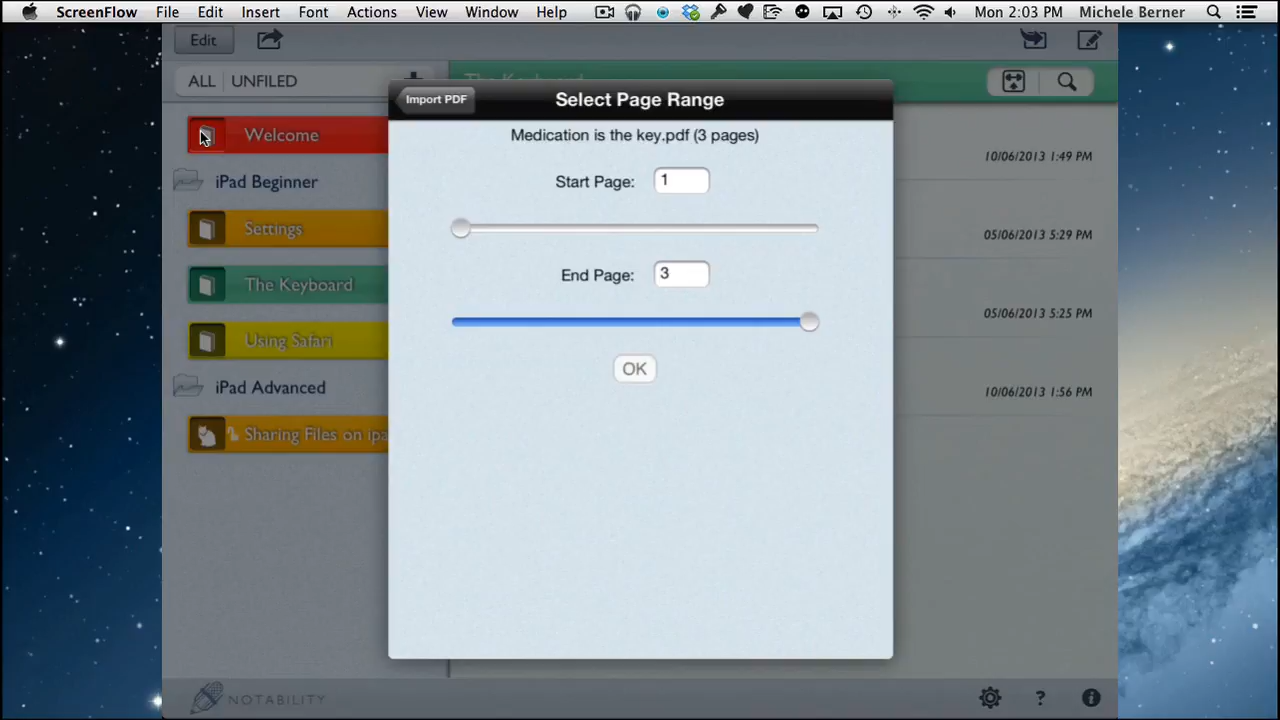 ScreenFlow File Edit Insert Font Actions View Window Help Mon 2:03 PM Michele Berner
Edit
ALL UNFILED
The Keyboard
Import PDF
Select Page Range
Medication is the key.pdf (3 pages)
Welcome
10/06/2013 1:49 PM
Start Page: 1
iPad Beginner
Settings
05/06/2013 5:29 PM
End Page: 3
The Keyboard
05/06/2013 5:25 PM
Using Safari
OK
iPad Advanced
10/06/2013 1:56 PM
Sharing Files on ipa
NOTABILITY
?